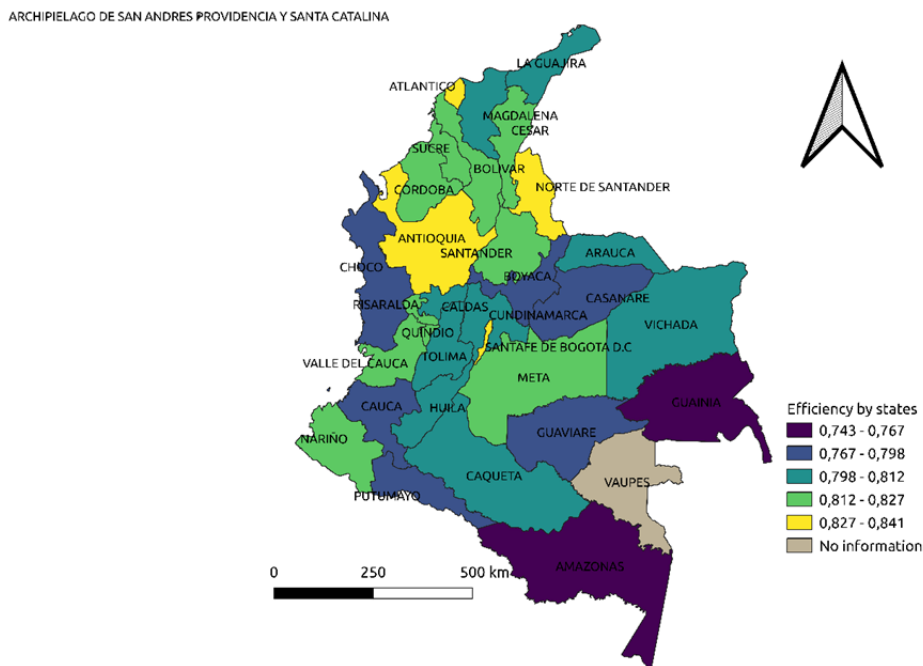 ARCHIPIELAGO DE SAN ANDRES PROVIDENCIA Y SANTA CATALINA
LA GUAJIRA
ATLANTICO
MAGDALENA
CESAR
SUCRE
BOLIVAR
CORDOBA
NORTE DE SANTANDER
ANTIOQUIA
SANTANDER
ARAUCA
CHOCO
BOYACA
CASANARE
RISARALDA
CALDAS
CUNDINAMARCA
VICHADA
QUINDIO
SANTAFE DE BOGOTA D.C
TOLIMA
VALLE DEL CAUCA
META
CAUCA
HUILA
GUAINIA
GUAVIARE
NARIÑO
CAQUETA
VAUPES
PUTUMAYO
AMAZONAS
Efficiency by states
0,743 - 0,767
0,767 - 0,798
0,798 - 0,812
0,812 - 0,827
0,827 - 0,841
No information
0 250 500 km